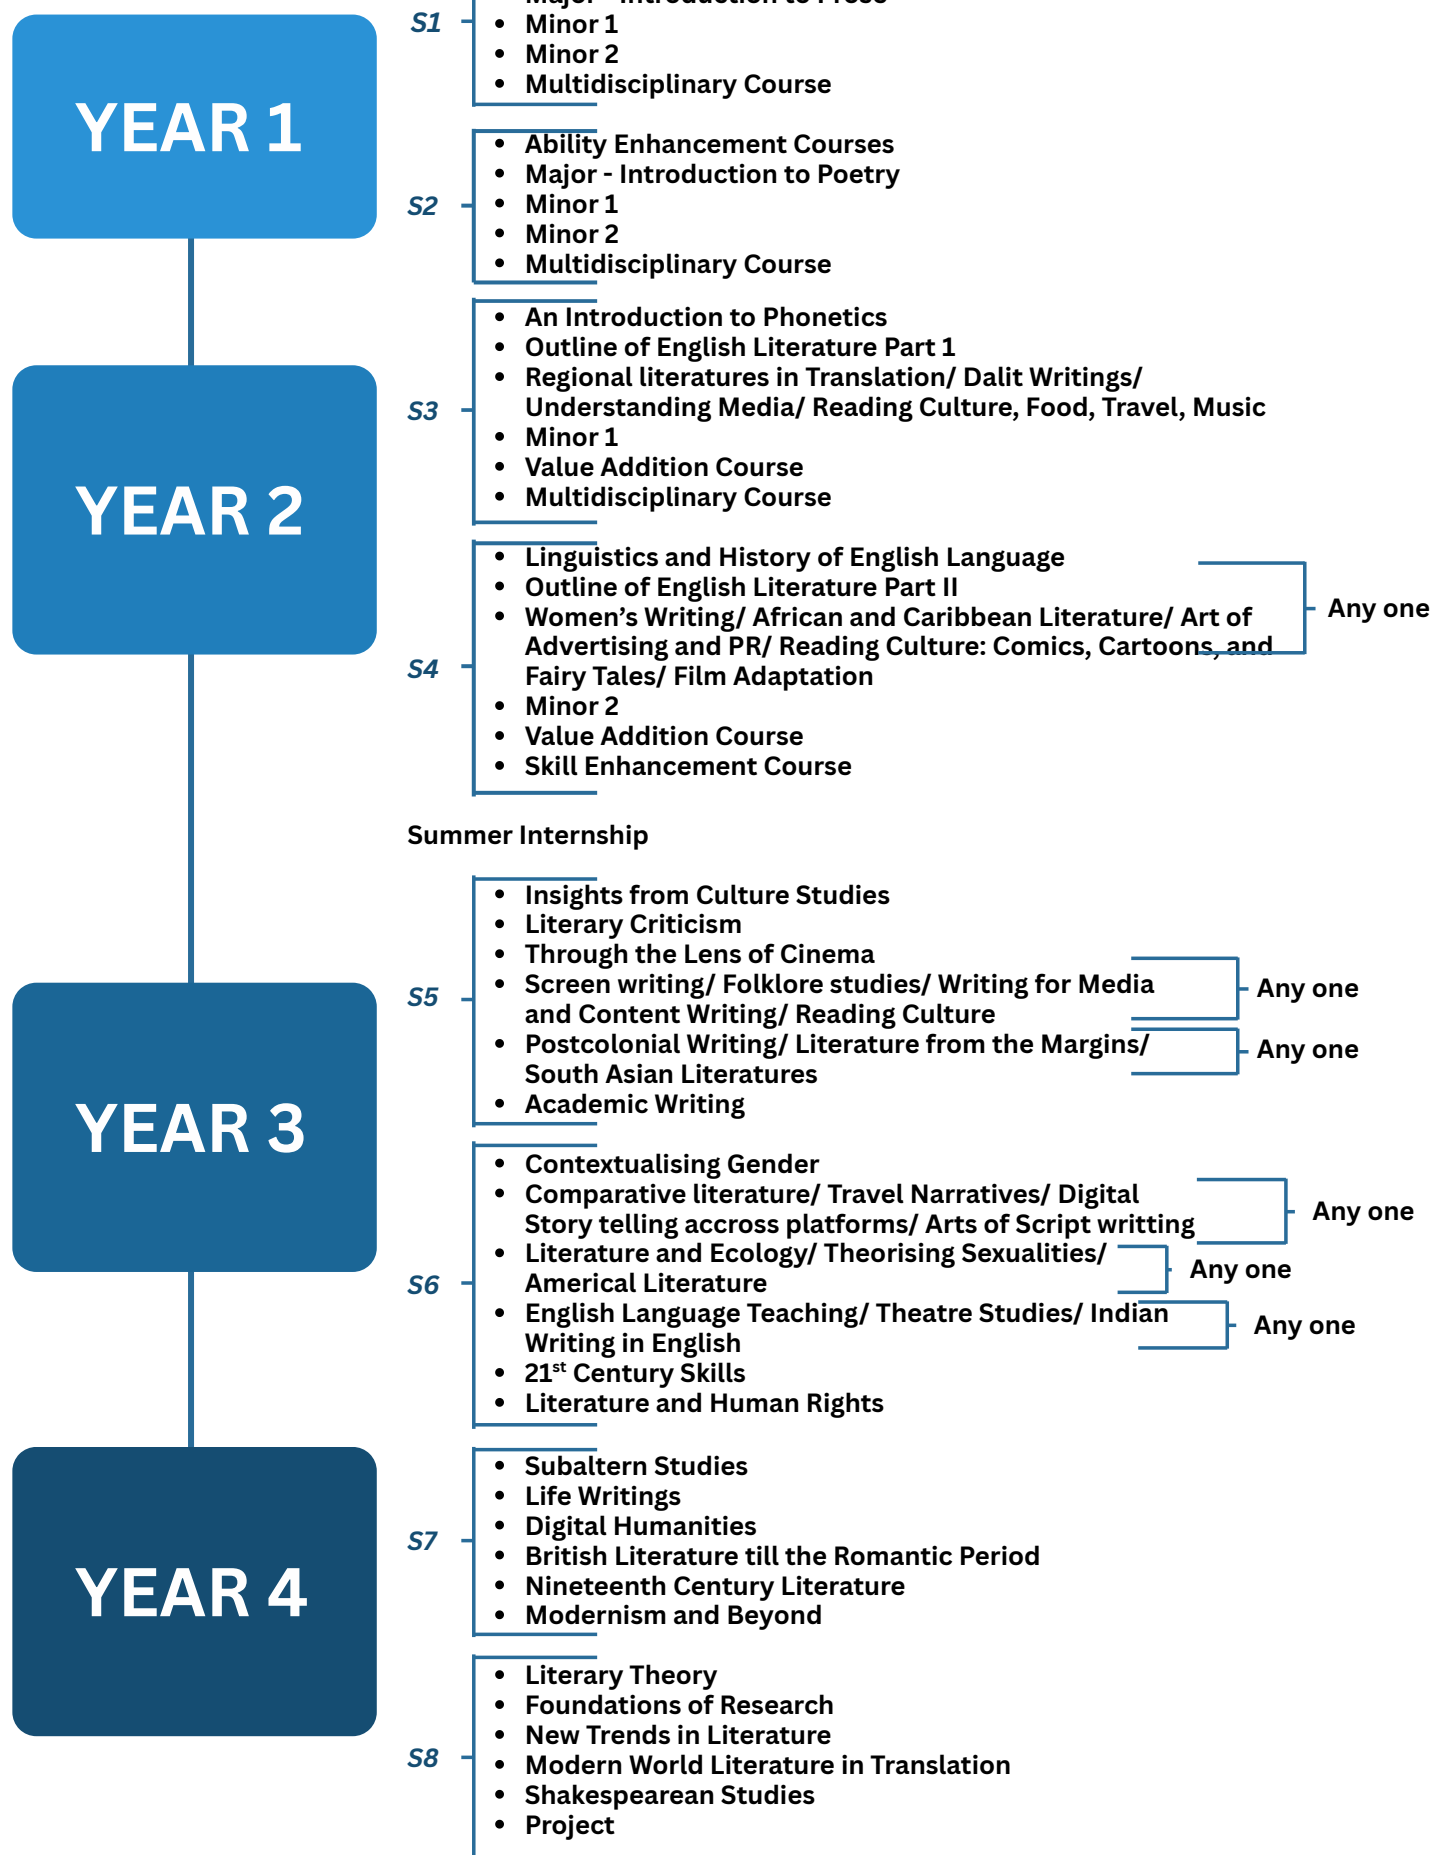 S1
Major - Introduction to Prose
Minor 1
Minor 2
Multidisciplinary Course
YEAR 1
Ability Enhancement Courses
Major - Introduction to Poetry
S2
Minor 1
Minor 2
Multidisciplinary Course
YEAR 2
An Introduction to Phonetics
Outline of English Literature Part 1
Regional literatures in Translation/ Dalit Writings/
S3
Understanding Media/ Reading Culture, Food, Travel, Music
Minor 1
Value Addition Course
Multidisciplinary Course
Linguistics and History of English Language
Outline of English Literature Part II
Women’s Writing/ African and Caribbean Literature/ Art of
Any one
Advertising and PR/ Reading Culture: Comics, Cartoons, and
S4
Fairy Tales/ Film Adaptation
Minor 2
Value Addition Course
Skill Enhancement Course
Summer Internship
YEAR 3
Insights from Culture Studies
Literary Criticism
Through the Lens of Cinema
S5
Screen writing/ Folklore studies/ Writing for Media
Any one
and Content Writing/ Reading Culture
Postcolonial Writing/ Literature from the Margins/
Any one
South Asian Literatures
Academic Writing
Contextualising Gender
Comparative literature/ Travel Narratives/ Digital
Any one
Story telling accross platforms/ Arts of Script writting
Literature and Ecology/ Theorising Sexualities/
Any one
S6
Americal Literature
English Language Teaching/ Theatre Studies/ Indian
Any one
Writing in English
21st Century Skills
Literature and Human Rights
YEAR 4
Subaltern Studies
Life Writings
Digital Humanities
S7
British Literature till the Romantic Period
Nineteenth Century Literature
Modernism and Beyond
Literary Theory
Foundations of Research
New Trends in Literature
S8
Modern World Literature in Translation
Shakespearean Studies
Project